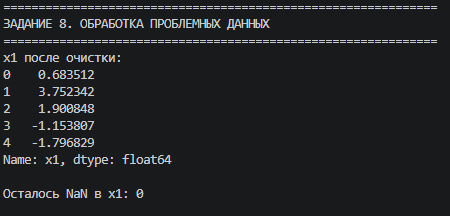 ==============================================================
ЗАДАНИЕ 8. ОБРАБОТКА ПРОБЛЕМНЫХ ДАННЫХ
==============================================================
x1 после очистки:
0    0.683512
1    3.752342
2    1.900848
3   -1.153807
4   -1.796829
Name: x1, dtype: float64

Осталось NaN в x1: 0